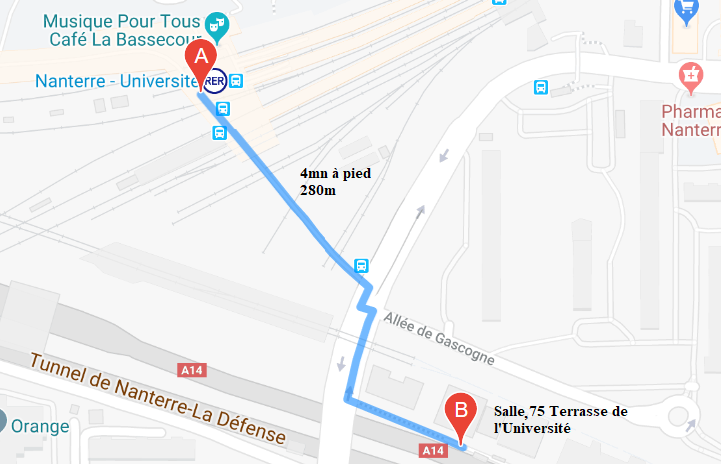 Musique Pour Tous
Café La Bassecour
A
Nanterre - Université
RER
Pharma
Nanterre
4mn à pied
280m
Allée de Gascogne
A14
Tunnel de Nanterre-La Défense
B
Salle,75 Terrasse de
l'Université
Orange
A14